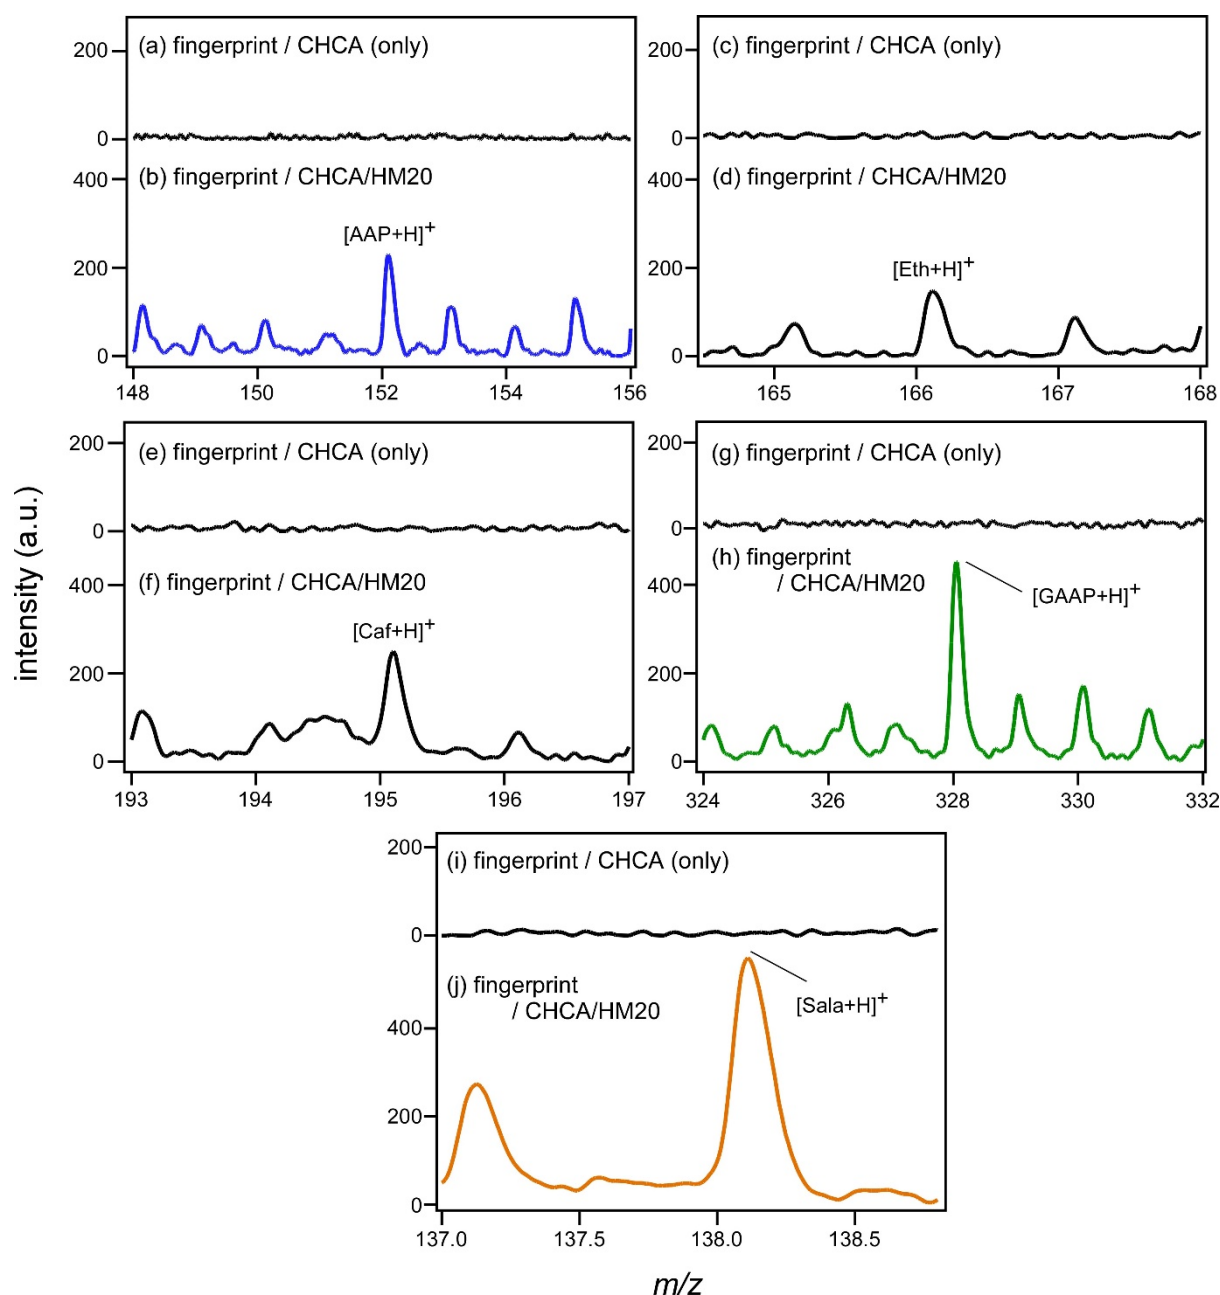 (a) fingerprint / CHCA (only)
200
0
(b) fingerprint / CHCA/HM20
400
[AAP+H]+
200
0
148 150 152 154 156
(c) fingerprint / CHCA (only)
200
0
(d) fingerprint / CHCA/HM20
400
[Eth+H]+
200
0
165 166 167 168
(e) fingerprint / CHCA (only)
200
0
(f) fingerprint / CHCA/HM20
400
[Caf+H]+
200
0
193 194 195 196 197
(g) fingerprint / CHCA (only)
200
0
(h) fingerprint
/ CHCA/HM20
400
[GAAP+H]+
200
0
324 326 328 330 332
intensity (a.u.)
200
(i) fingerprint / CHCA (only)
0
(j) fingerprint
/ CHCA/HM20
[Sala+H]+
400
200
0
137.0 137.5 138.0 138.5
m/z